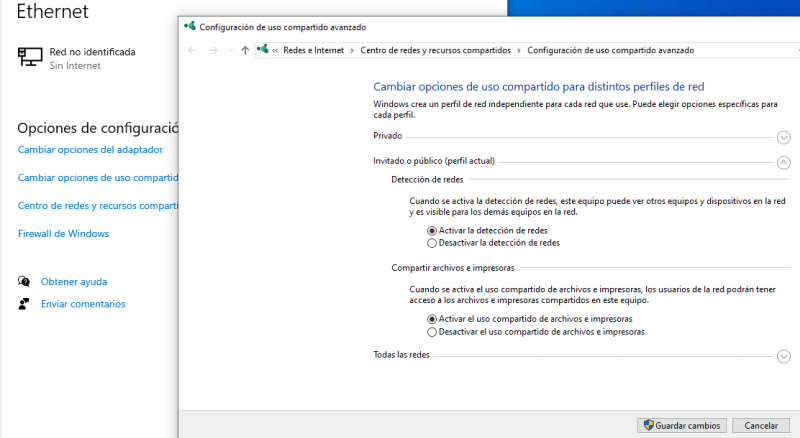 Ethernet
Red no identificada
Sin Internet
Opciones de configuració
Cambiar opciones del adaptador
Cambiar opciones de uso compartid
Centro de redes y recursos comparti
Firewall de Windows
Obtener ayuda
Enviar comentarios
Configuración de uso compartido avanzado
« Redes e Internet > Centro de redes y recursos compartidos > Configuración de uso compartido avanzado
Cambiar opciones de uso compartido para distintos perfiles de red
Windows crea un perfil de red independiente para cada red que use. Puede elegir opciones específicas para
cada perfil.
Privado
Invitado o público (perfil actual)
Detección de redes
Cuando se activa la detección de redes, este equipo puede ver otros equipos y dispositivos en la red
y es visible para los demás equipos en la red.
Activar la detección de redes
Desactivar la detección de redes
Compartir archivos e impresoras
Cuando se activa el uso compartido de archivos e impresoras, los usuarios de la red podrán tener
acceso a los archivos e impresoras compartidos en este equipo.
Activar el uso compartido de archivos e impresoras
Desactivar el uso compartido de archivos e impresoras
Todas las redes
Guardar cambios
Cancelar